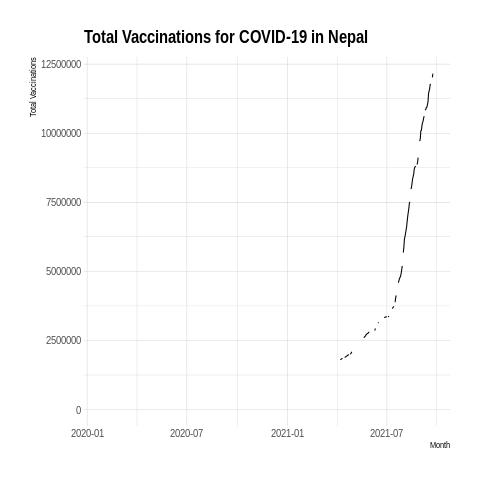 Total Vaccinations for COVID-19 in Nepal
Total Vaccinations
12500000
10000000
7500000
5000000
2500000
0
2020-01 2020-07 2021-01 2021-07
Month